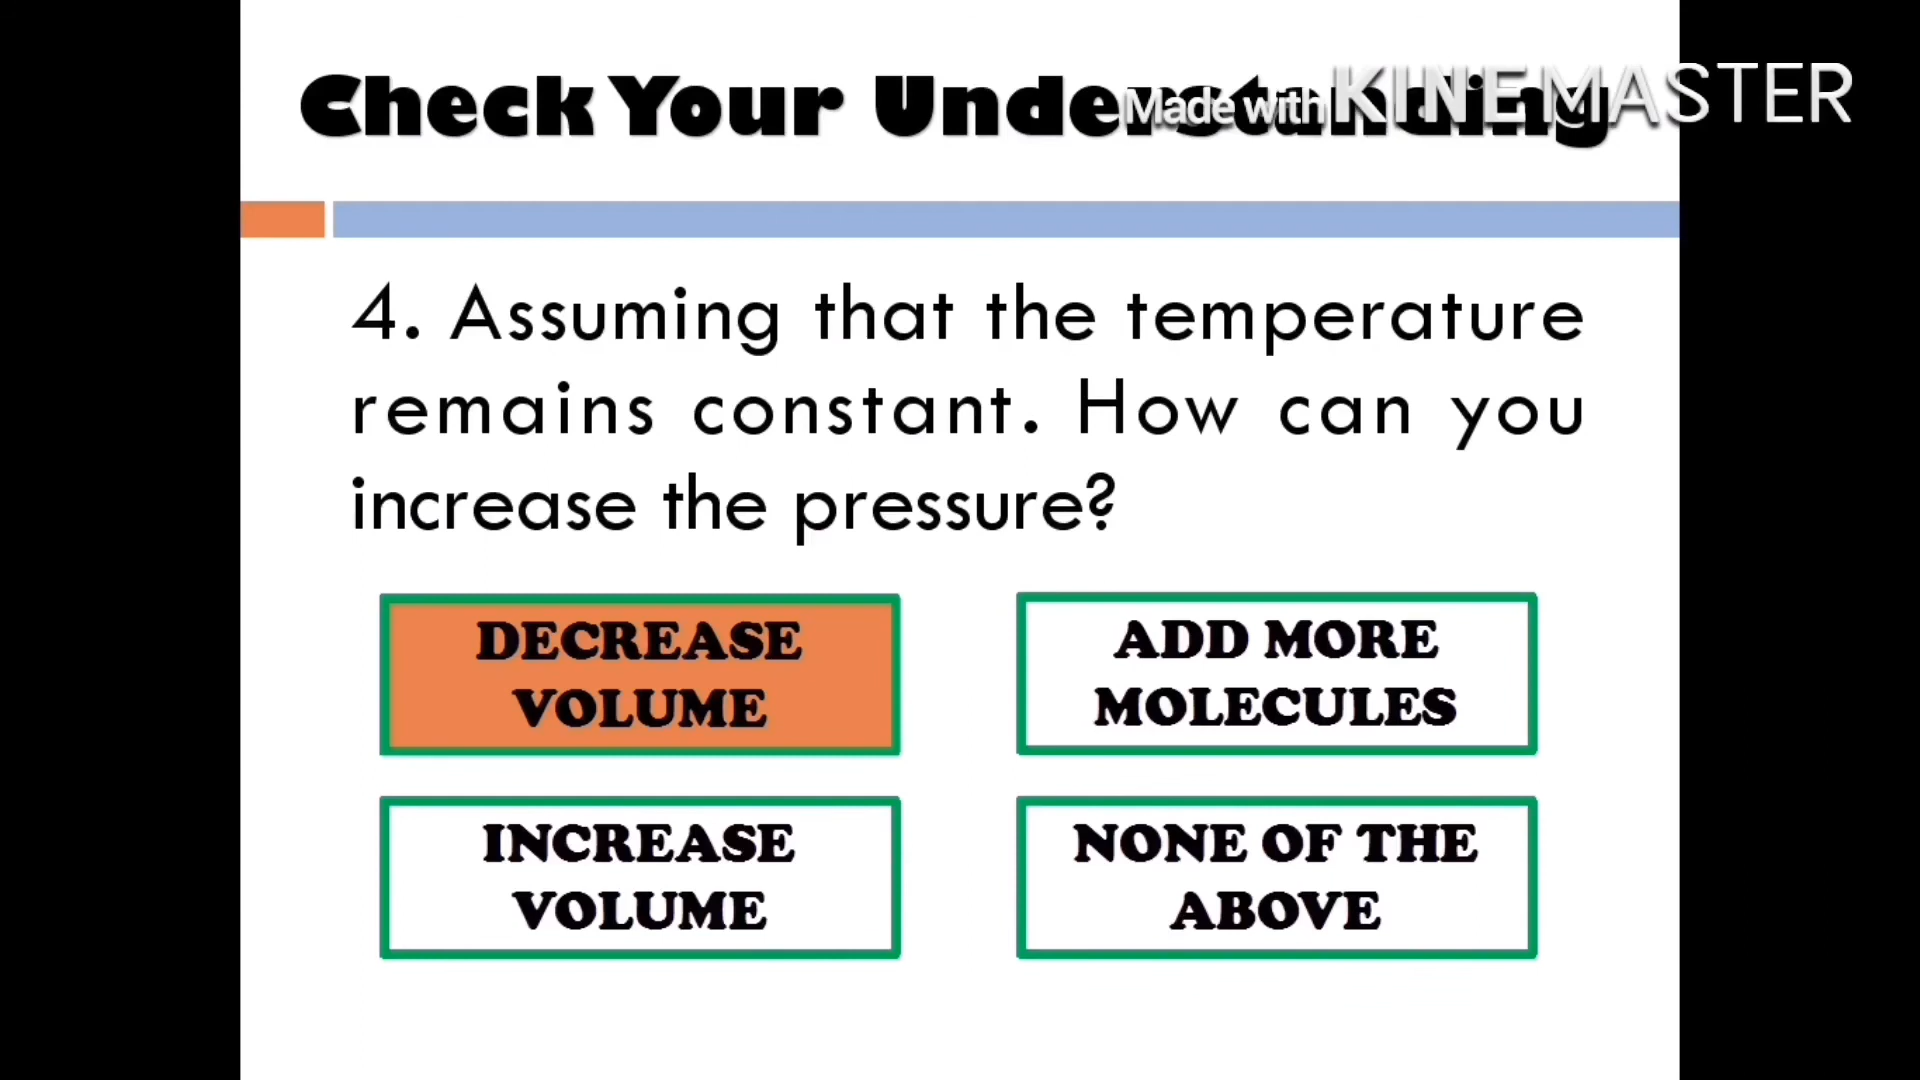 Check Your Understanding
Made with KINEMASTER
4. Assuming that the temperature
remains constant. How can you
increase the pressure?
DECREASE
VOLUME
ADD MORE
MOLECULES
INCREASE
VOLUME
NONE OF THE
ABOVE